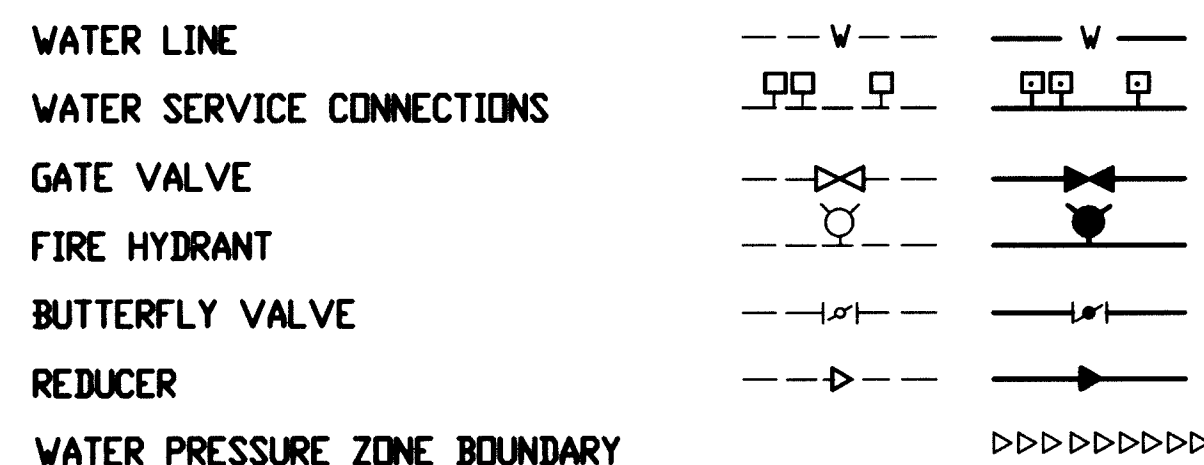 WATER LINE W W
WATER SERVICE CONNECTIONS
GATE VALVE
FIRE HYDRANT
BUTTERFLY VALVE
REDUCER
WATER PRESSURE ZONE BOUNDARY